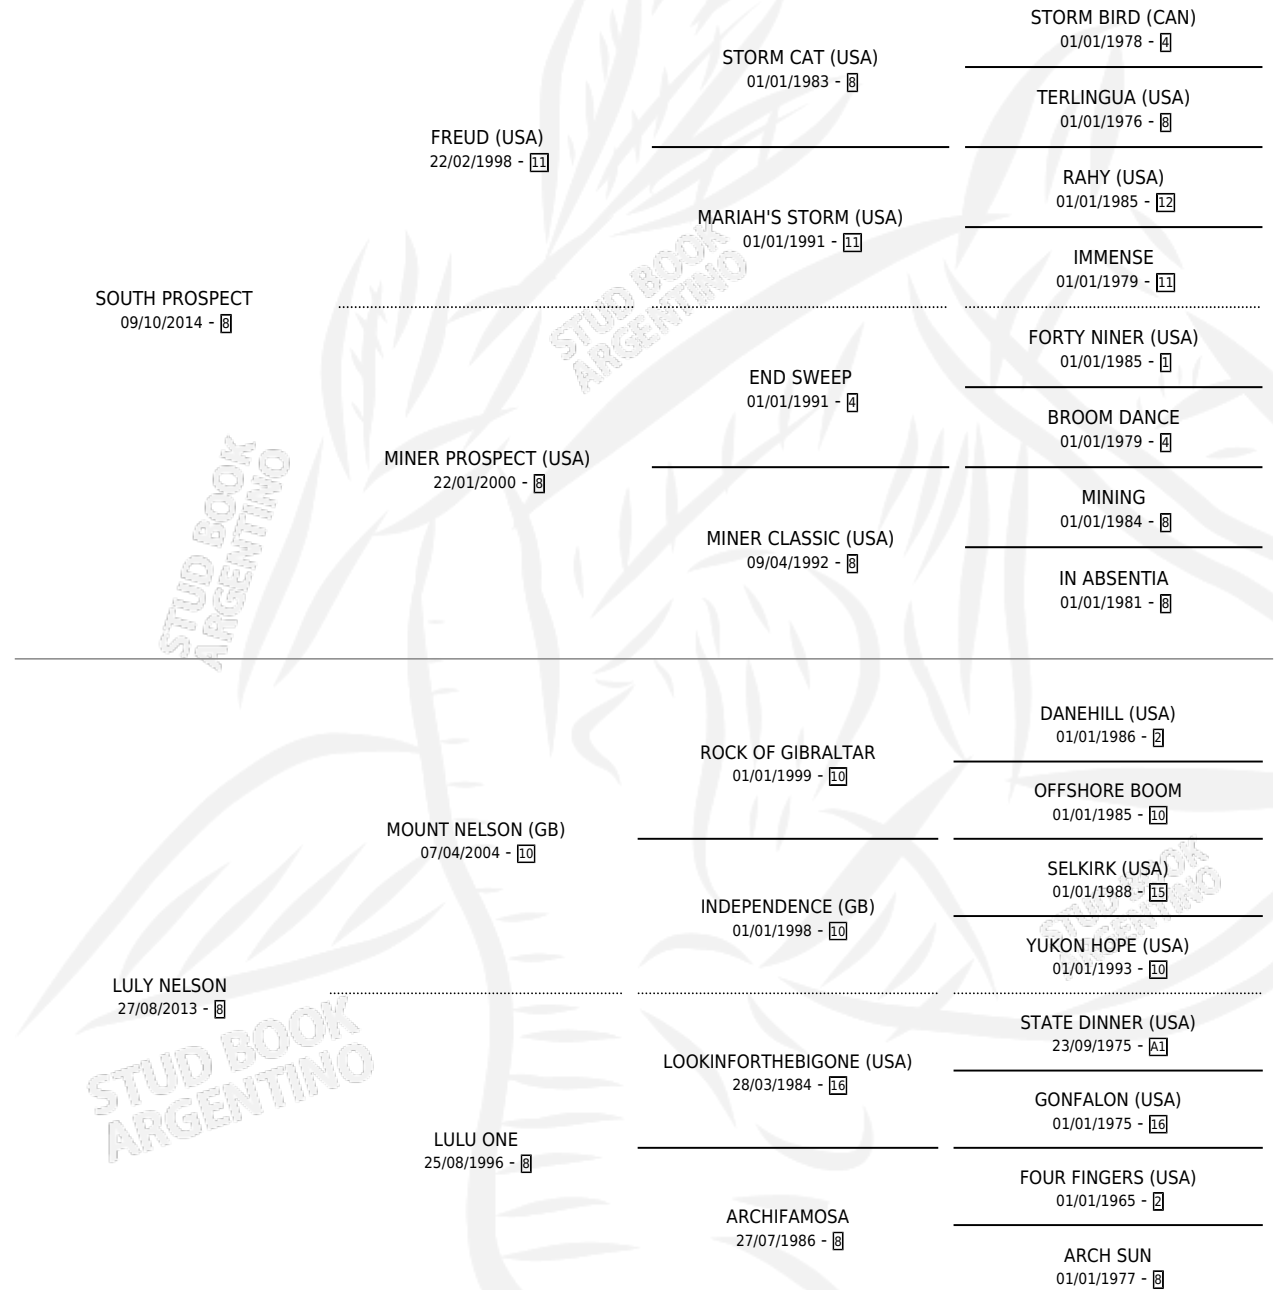 STORM BIRD (CAN)
01/01/1978 - 4
STORM CAT (USA)
01/01/1983 - 8
TERLINGUA (USA)
01/01/1976 - 8
FREUD (USA)
22/02/1998 - 11
RAHY (USA)
01/01/1985 - 12
MARIAH'S STORM (USA)
01/01/1991 - 11
IMMENSE
01/01/1979 - 11
SOUTH PROSPECT
09/10/2014 - 8
FORTY NINER (USA)
01/01/1985 - 1
END SWEEP
01/01/1991 - 4
BROOM DANCE
01/01/1979 - 4
MINER PROSPECT (USA)
22/01/2000 - 8
MINING
01/01/1984 - 8
MINER CLASSIC (USA)
09/04/1992 - 8
IN ABSENTIA
01/01/1981 - 8
DANEHILL (USA)
01/01/1986 - 2
ROCK OF GIBRALTAR
01/01/1999 - 10
OFFSHORE BOOM
01/01/1985 - 10
MOUNT NELSON (GB)
07/04/2004 - 10
SELKIRK (USA)
01/01/1988 - 15
INDEPENDENCE (GB)
01/01/1998 - 10
YUKON HOPE (USA)
01/01/1993 - 10
LULY NELSON
27/08/2013 - 8
STATE DINNER (USA)
23/09/1975 - A1
LOOKINFORTHEBIGONE (USA)
28/03/1984 - 16
GONFALON (USA)
01/01/1975 - 16
LULU ONE
25/08/1996 - 8
FOUR FINGERS (USA)
01/01/1965 - 2
ARCHIFAMOSA
27/07/1986 - 8
ARCH SUN
01/01/1977 - 8
STUD BOOK
ARGENTINO
STUD BOOK
ARGENTINO
STUD BOOK
ARGENTINO
STUD BOOK
ARGENTINO